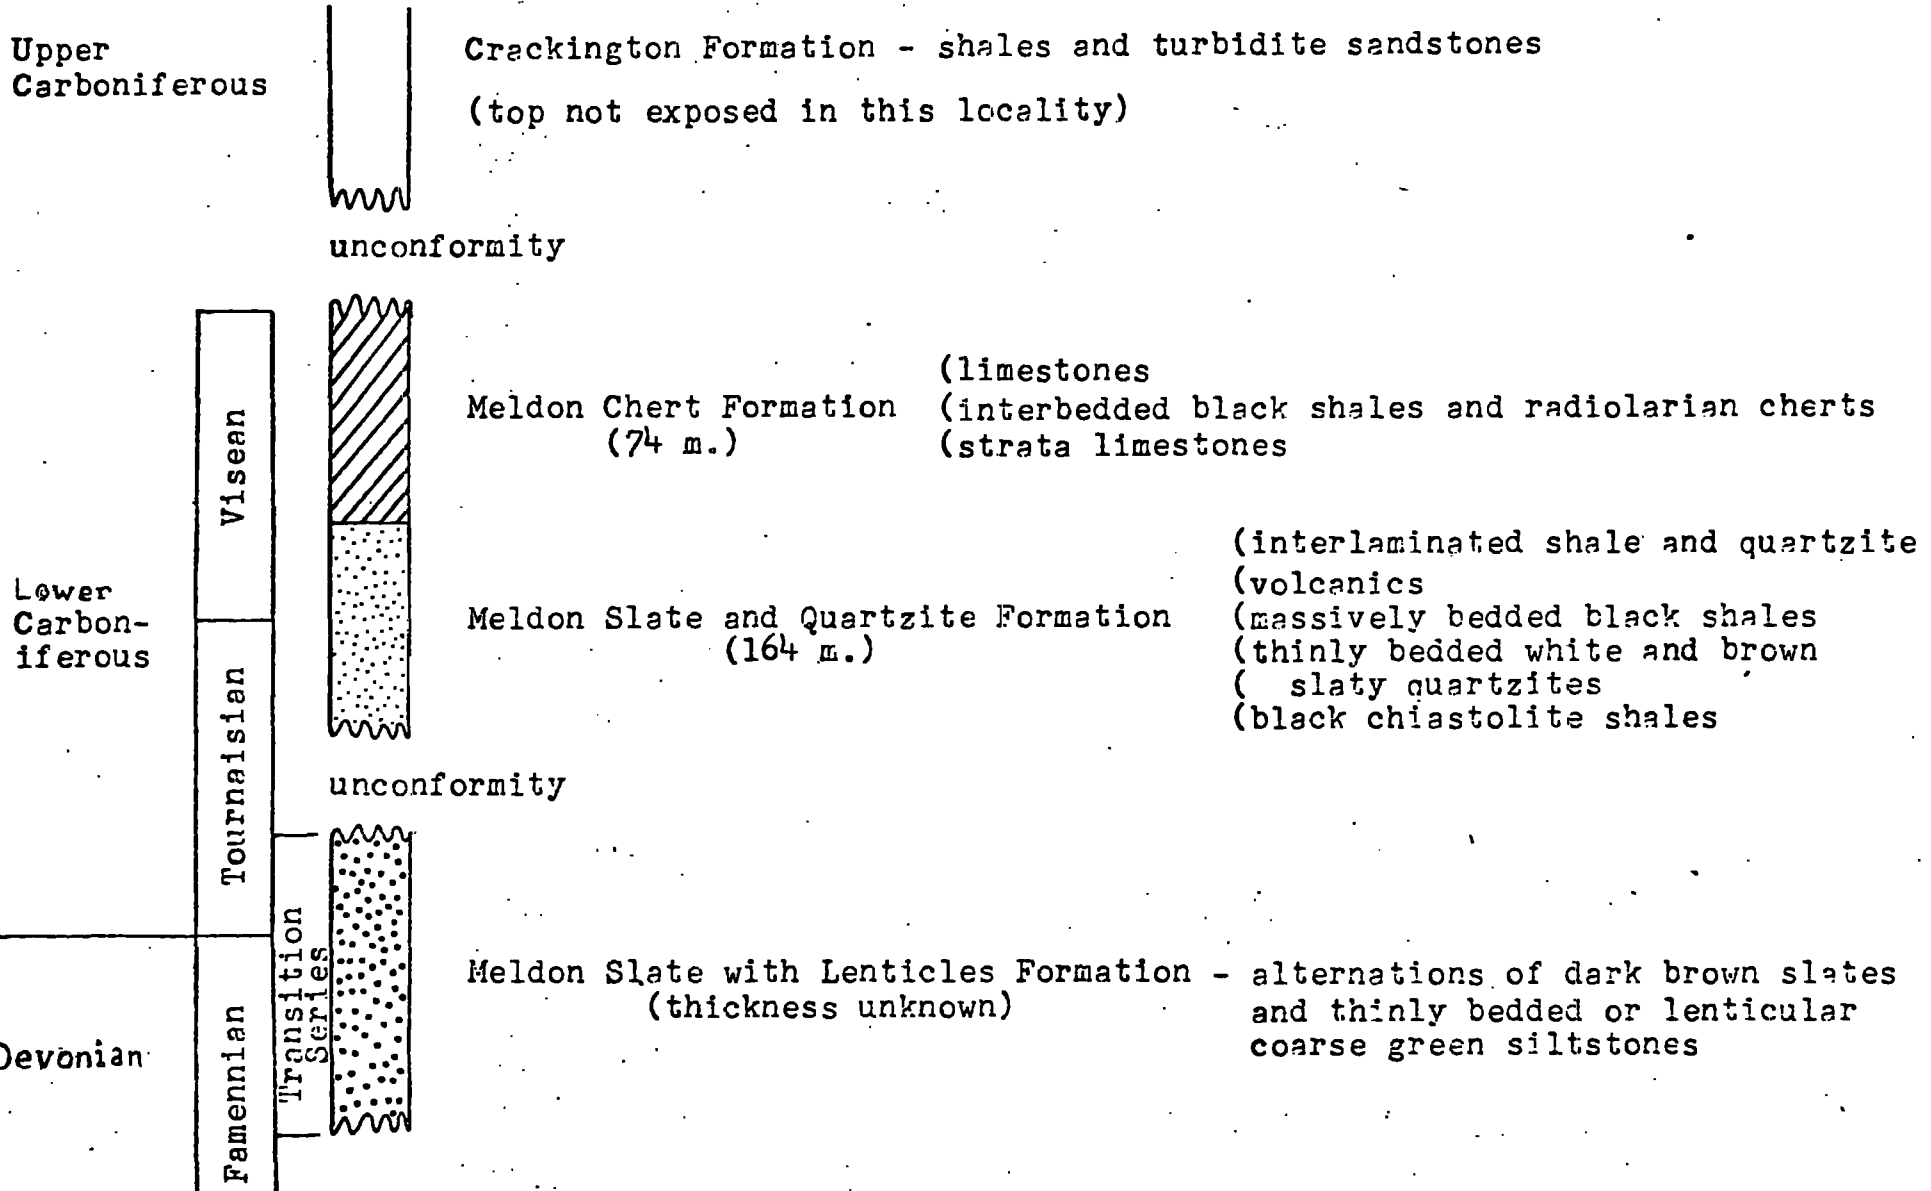 Upper
Carboniferous
Crackington Formation - shales and turbidite sandstones
(top not exposed in this locality)
unconformity
Visean
Meldon Chert Formation
(74 m.)
(limestones
(interbedded black shales and radiolarian cherts
(strata limestones
Lower
Carbon-
iferous
Tournaisian
Meldon Slate and Quartzite Formation
(164 m.)
(interlaminated shale and quartzite
(volcanics
(massively bedded black shales
(thinly bedded white and brown
( slaty quartzites
(black chiastolite shales
unconformity
Devonian
Famennian
Transition
Series
Meldon Slate with Lenticles Formation - alternations of dark brown slates
(thickness unknown)
and thinly bedded or lenticular
coarse green siltstones